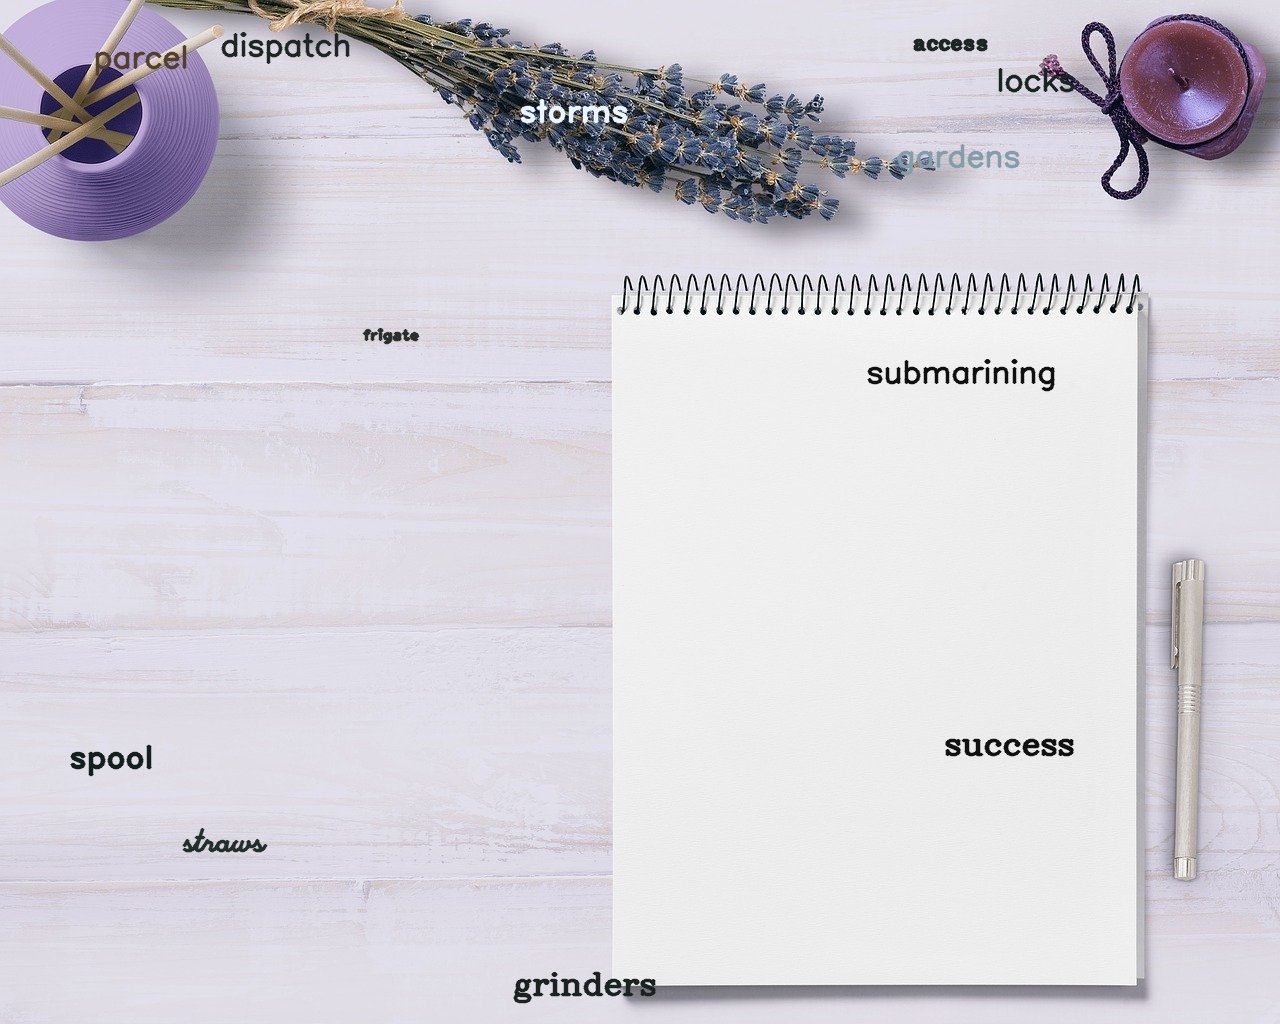 dispatch
access
parcel
locks
storms
gardens
frigate
submarining
success
spool
straws
grinders